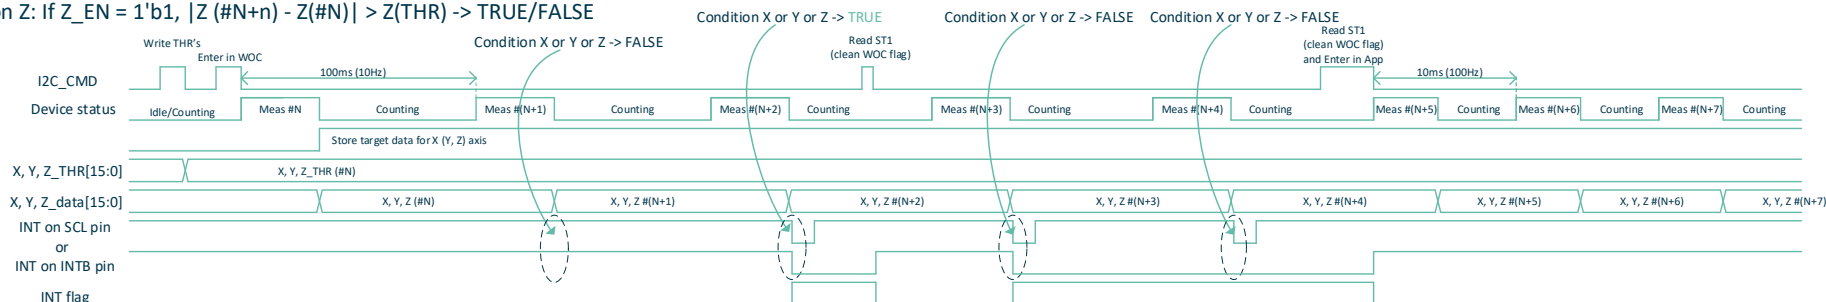 n Z: If Z_EN = 1'b1, |Z (#N+n) - Z(#N)| > Z(THR) -> TRUE/FALSE
Condition X or Y or Z -> TRUE
Condition X or Y or Z -> FALSE
Condition X or Y or Z -> FALSE
Condition X or Y or Z -> FALSE
Write THR's
Enter in WOC
Read ST1
(clean WOC flag)
Read ST1
(clean WOC flag)
and Enter in App
I2C_CMD
100ms (10Hz)
10ms (100Hz)
Device status
Idle/Counting
Meas #N
Counting
Meas #(N+1)
Counting
Meas #(N+2)
Counting
Meas #(N+3)
Counting
Meas #(N+4)
Counting
Meas #(N+5)
Counting
Meas #(N+6)
Counting
Meas #(N+7)
Counting
Store target data for X (Y, Z) axis
X, Y, Z_THR[15:0]
X, Y, Z_THR (#N)
X, Y, Z_data[15:0]
X, Y, Z (#N)
X, Y, Z #(N+1)
X, Y, Z #(N+2)
X, Y, Z #(N+3)
X, Y, Z #(N+4)
X, Y, Z #(N+5)
X, Y, Z #(N+6)
X, Y, Z #(N+7)
INT on SCL pin
or
INT on INTB pin
INT flag